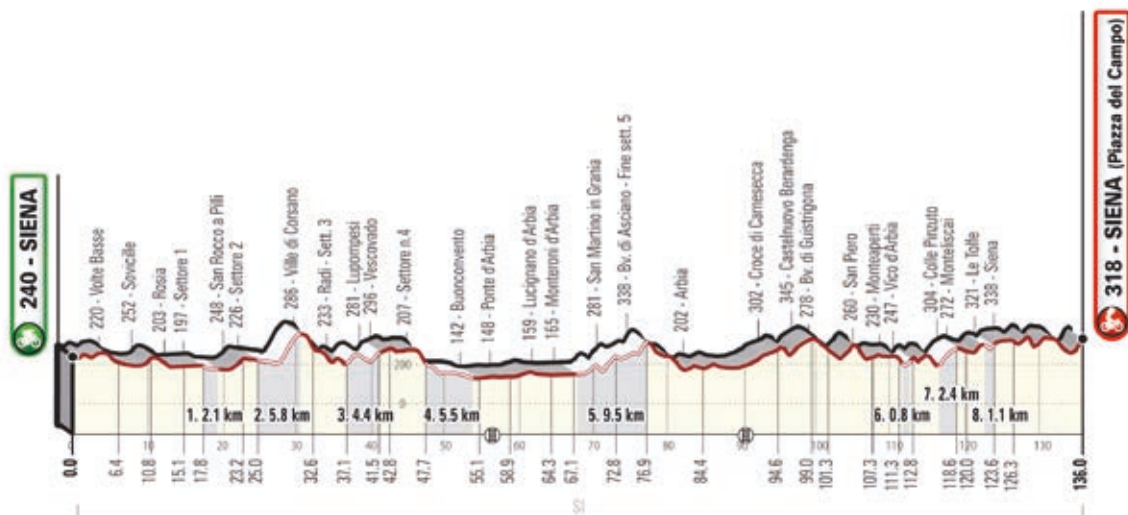 240 - SIENA
220 - Volte Basse
252 - Sovicille
203 - Rosia
197 - Settore 1
248 - San Rocco a Pilli
226 - Settore 2
286 - Ville di Corsano
233 - Radi - Sett. 3
281 - Lupompesi
296 - Vescovado
207 - Settore n.4
142 - Buonconvento
148 - Ponte d'Arbia
159 - Lucignano d'Arbia
165 - Monteroni d'Arbia
281 - San Martino in Grania
338 - Bv. di Asciano - Fine sett. 5
202 - Arbia
302 - Croce di Carnesecca
345 - Castelnuovo Berardenga
278 - Bv. di Guistrigona
260 - San Piero
230 - Monteaperti
247 - Vico d'Arbia
304 - Colle Pinzuto
272 - Monteliscai
321 - Le Tolfe
338 - Siena
318 - SIENA (Piazza del Campo)
200
1. 2.1 km
2. 5.8 km
3. 4.4 km
4. 5.5 km
5. 9.5 km
6. 0.8 km
7. 2.4 km
8. 1.1 km
0 10 20 30 40 50 60 70 80 90 100 110 120 130
0.0
6.4
10.8
15.1
17.8
23.2
25.0
32.6
37.1
41.5
42.8
47.7
55.1
58.9
64.3
67.1
72.8
76.9
84.4
94.6
99.0
101.3
107.3
111.3
112.8
118.6
120.0
123.6
126.3
136.0
SI